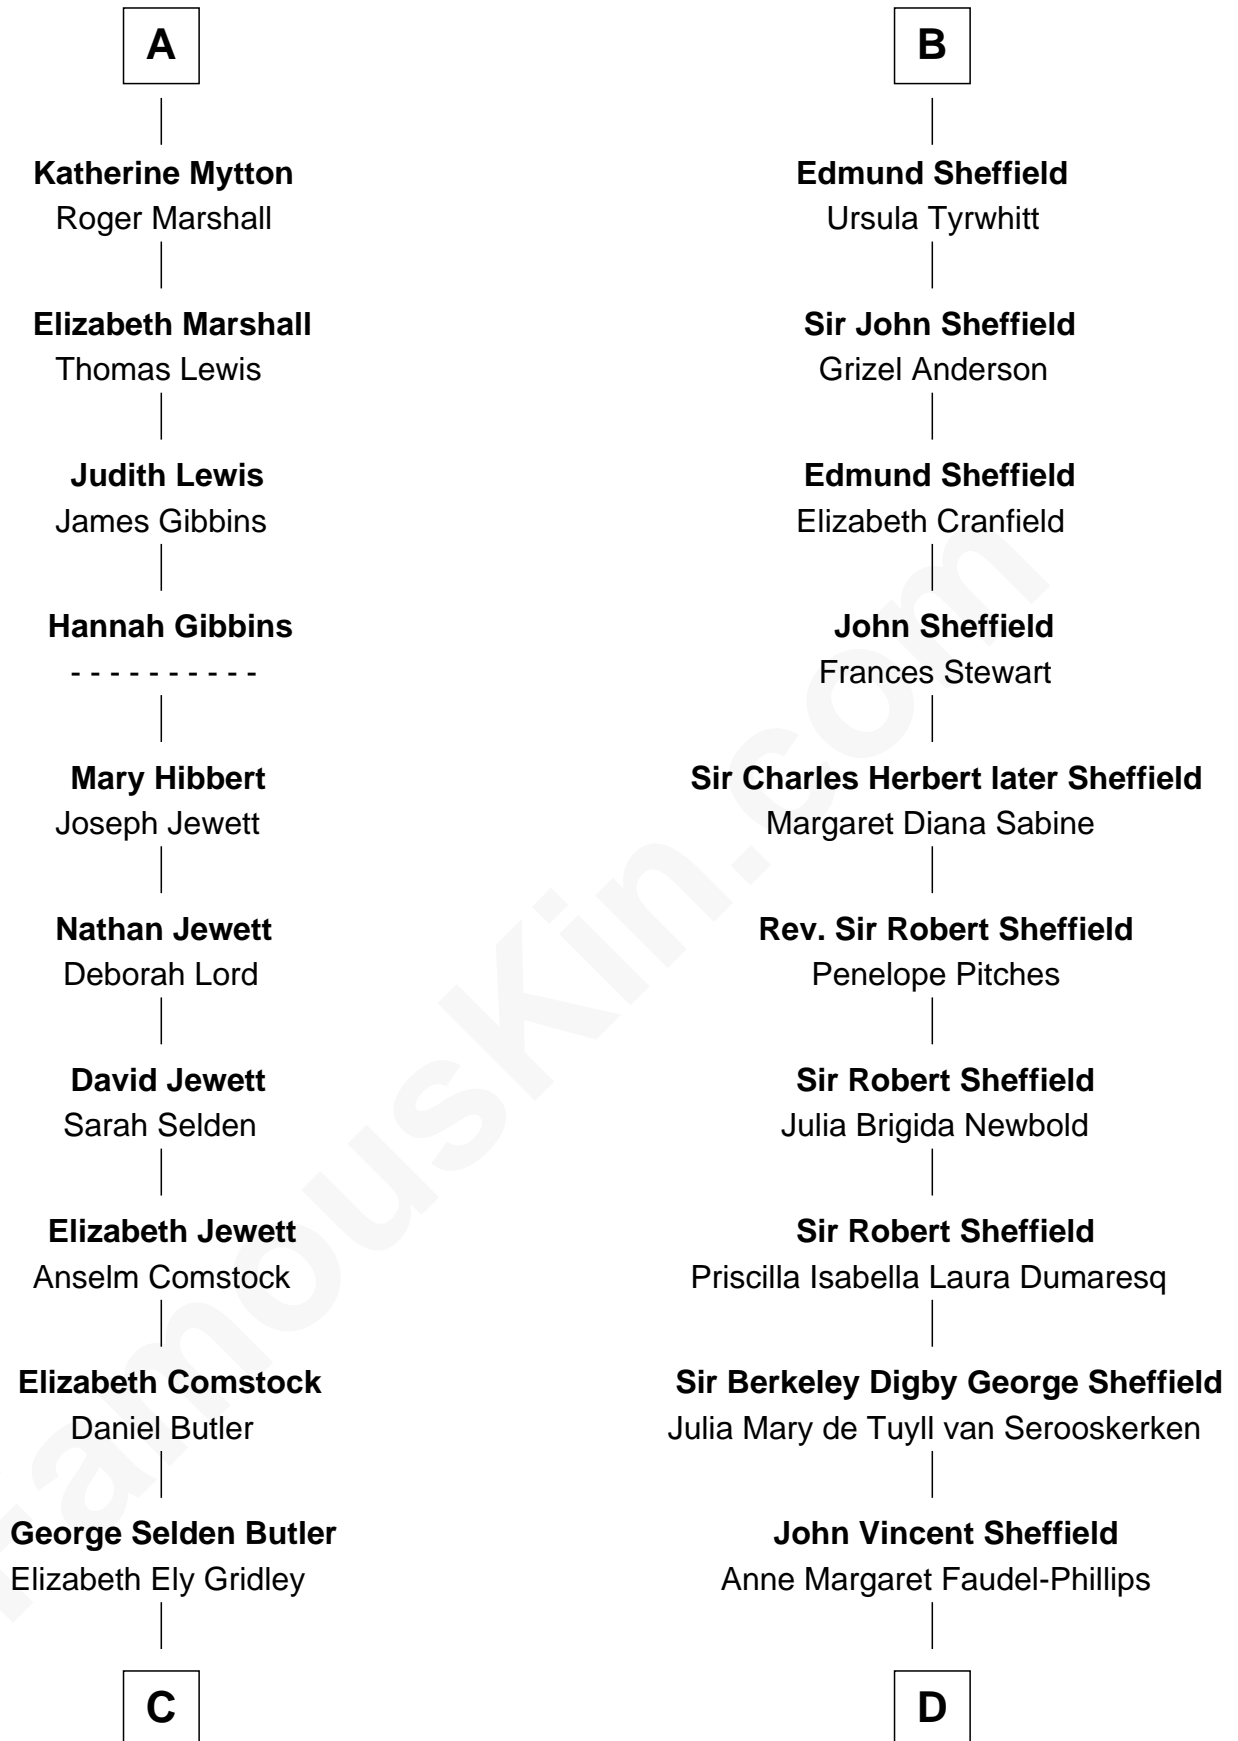 A
Katherine Mytton
Roger Marshall
Elizabeth Marshall
Thomas Lewis
Judith Lewis
James Gibbins
Hannah Gibbins
- - - - - - - - - -
Mary Hibbert
Joseph Jewett
Nathan Jewett
Deborah Lord
David Jewett
Sarah Selden
Elizabeth Jewett
Anselm Comstock
Elizabeth Comstock
Daniel Butler
George Selden Butler
Elizabeth Ely Gridley
C
B
Edmund Sheffield
Ursula Tyrwhitt
Sir John Sheffield
Grizel Anderson
Edmund Sheffield
Elizabeth Cranfield
John Sheffield
Frances Stewart
Sir Charles Herbert later Sheffield
Margaret Diana Sabine
Rev. Sir Robert Sheffield
Penelope Pitches
Sir Robert Sheffield
Julia Brigida Newbold
Sir Robert Sheffield
Priscilla Isabella Laura Dumaresq
Sir Berkeley Digby George Sheffield
Julia Mary de Tuyll van Serooskerken
John Vincent Sheffield
Anne Margaret Faudel-Phillips
D
FamousKin.com